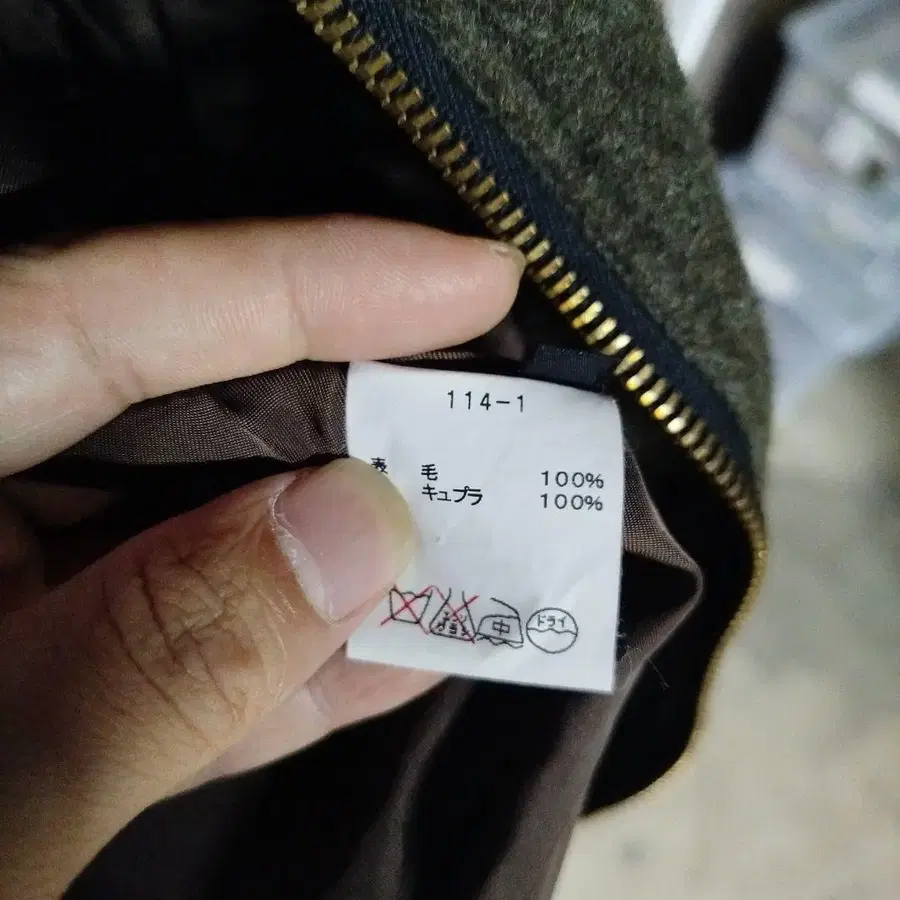 114-1
表 毛 100%
キュプラ 100%
中 ドライ